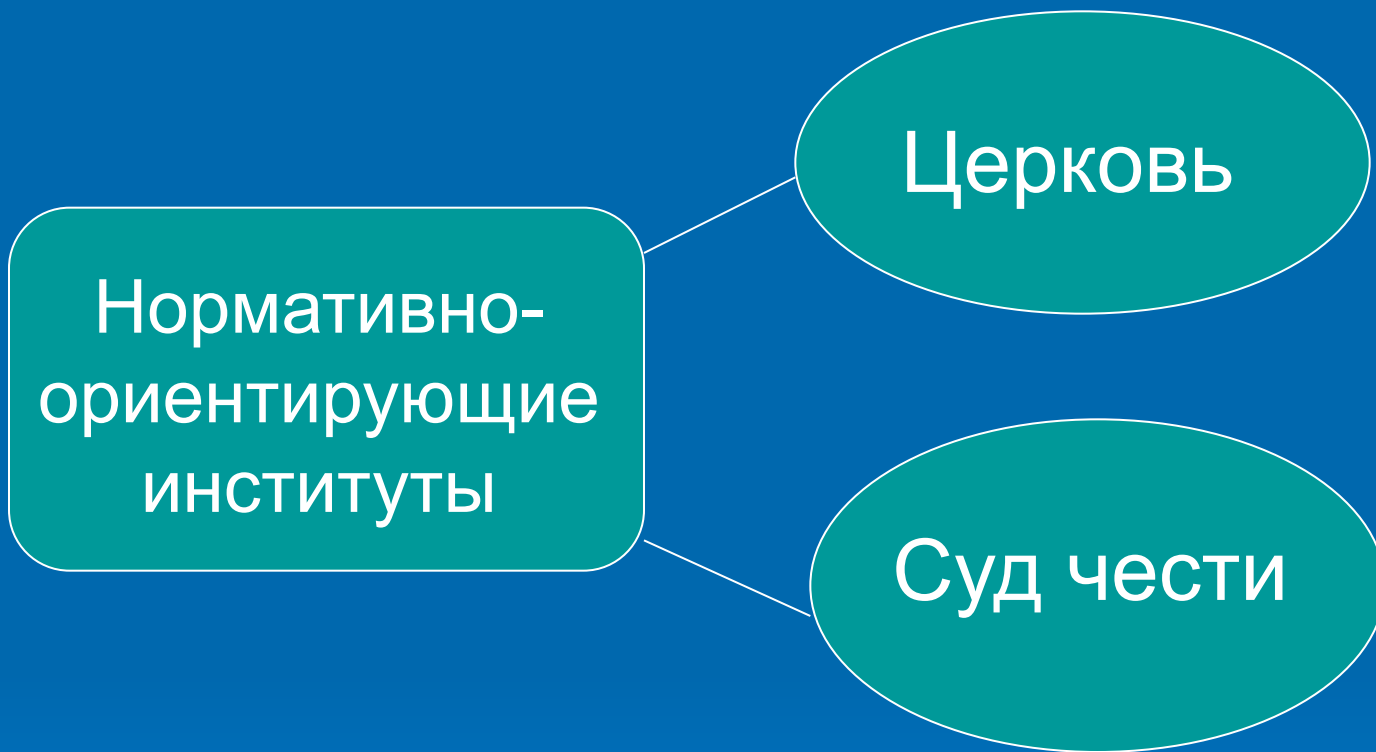 Церковь
Нормативно-
ориентирующие
институты
Суд чести